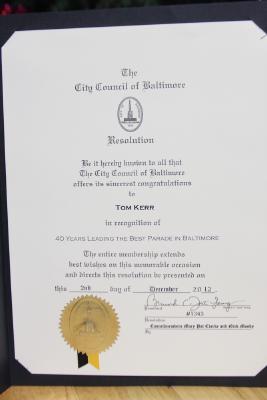 The
City Council of Baltimore
Resolution
Be it hereby known to all that
The City Council of Baltimore
offers its sincerest congratulations
to
TOM KERR
in recognition of
40 YEARS LEADING THE BEST PARADE IN BALTIMORE
The entire membership extends
best wishes on this memorable occasion
and directs this resolution be presented on
this 2nd day of December 2012
#1343
Resolution
Councilmembers Mary Pat Clarke and Nick Mosby
By